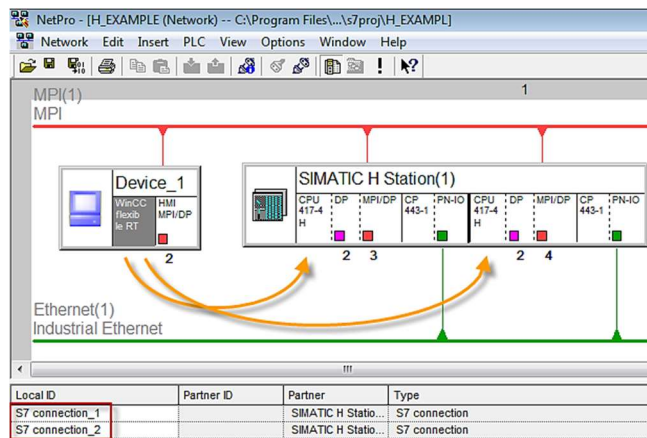 NetPro - [H_EXAMPLE (Network) -- C:\Program Files\...\s7proj\H_EXAMPL]
Network Edit Insert PLC View Options Window Help
1
MPI(1)
MPI
Device_1
WinCC
flexib
le RT
HMI
MPI/DP
2
SIMATIC H Station(1)
CPU
417-4
H
DP
MPI/DP
CP
443-1
PN-IO
CPU
417-4
H
DP
MPI/DP
CP
443-1
PN-IO
2 3 2 4
Ethernet(1)
Industrial Ethernet
Local ID Partner ID Partner Type
S7 connection_1 SIMATIC H Statio... S7 connection
S7 connection_2 SIMATIC H Statio... S7 connection